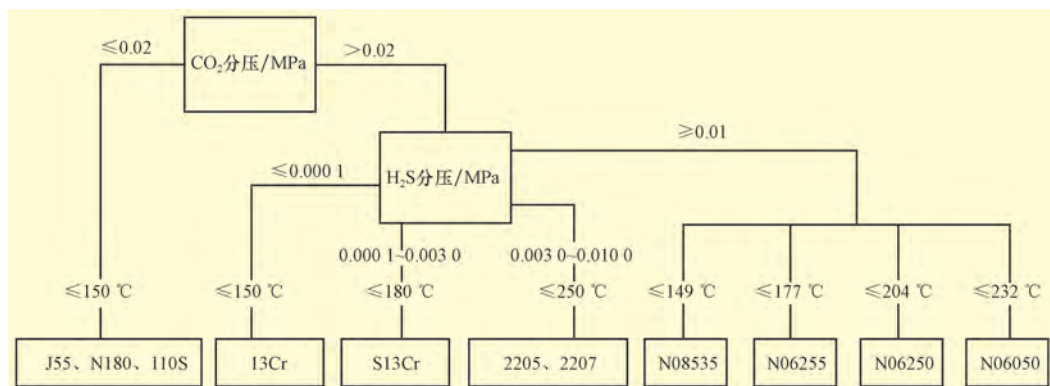 ≤0.02
CO₂分压/MPa
>0.02
≥0.01
≤0.000 1
H₂S分压/MPa
0.000 1~0.003 0
0.003 0~0.010 0
≤150 ℃
≤150 ℃
≤180 ℃
≤250 ℃
≤149 ℃
≤177 ℃
≤204 ℃
≤232 ℃
J55、N180、110S
13Cr
S13Cr
2205、2207
N08535
N06255
N06250
N06050